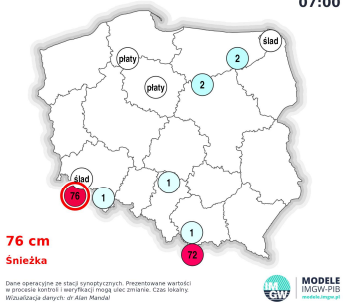 07:00
ślad
płaty
2
płaty
2
ślad
1
76
1
1
72
76 cm
Śnieżka
Dane operacyjne ze stacji synoptycznych. Prezentowane wartości
w procesie kontroli i weryfikacji mogą ulec zmianie. Czas lokalny.
Wizualizacja danych: dr Alan Mandal
IM
GW
MODELE
IMGW-PIB
modele.imgw.pl